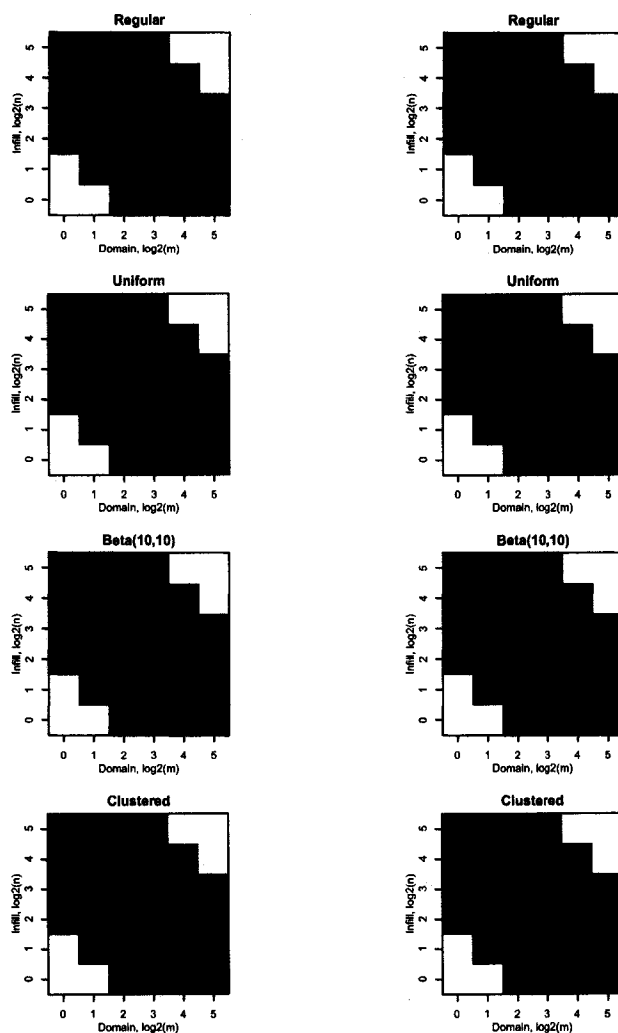 Regular
Infill, log2(n)
0 1 2 3 4 5
0 1 2 3 4 5
Domain, log2(m)
Regular
Infill, log2(n)
0 1 2 3 4 5
0 1 2 3 4 5
Domain, log2(m)
Uniform
Infill, log2(n)
0 1 2 3 4 5
0 1 2 3 4 5
Domain, log2(m)
Uniform
Infill, log2(n)
0 1 2 3 4 5
0 1 2 3 4 5
Domain, log2(m)
Beta(10,10)
Infill, log2(n)
0 1 2 3 4 5
0 1 2 3 4 5
Domain, log2(m)
Beta(10,10)
Infill, log2(n)
0 1 2 3 4 5
0 1 2 3 4 5
Domain, log2(m)
Clustered
Infill, log2(n)
0 1 2 3 4 5
0 1 2 3 4 5
Domain, log2(m)
Clustered
Infill, log2(n)
0 1 2 3 4 5
0 1 2 3 4 5
Domain, log2(m)